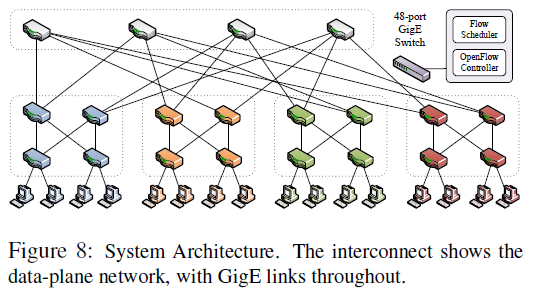 48-port
GigE
Switch
Flow
Scheduler
OpenFlow
Controller
Figure 8: System Architecture. The interconnect shows the
data-plane network, with GigE links throughout.